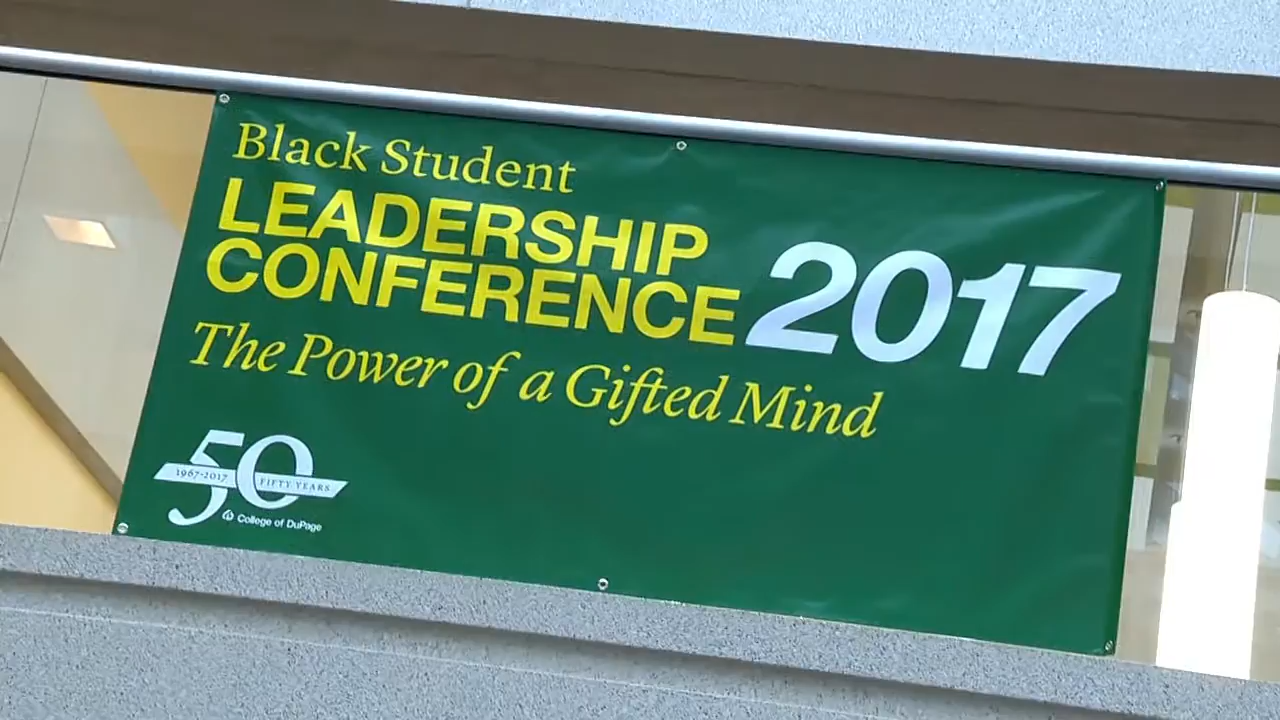 Black Student
LEADERSHIP
CONFERENCE 2017
The Power of a Gifted Mind
50
1967-2017 FIFTY YEARS
College of DuPage